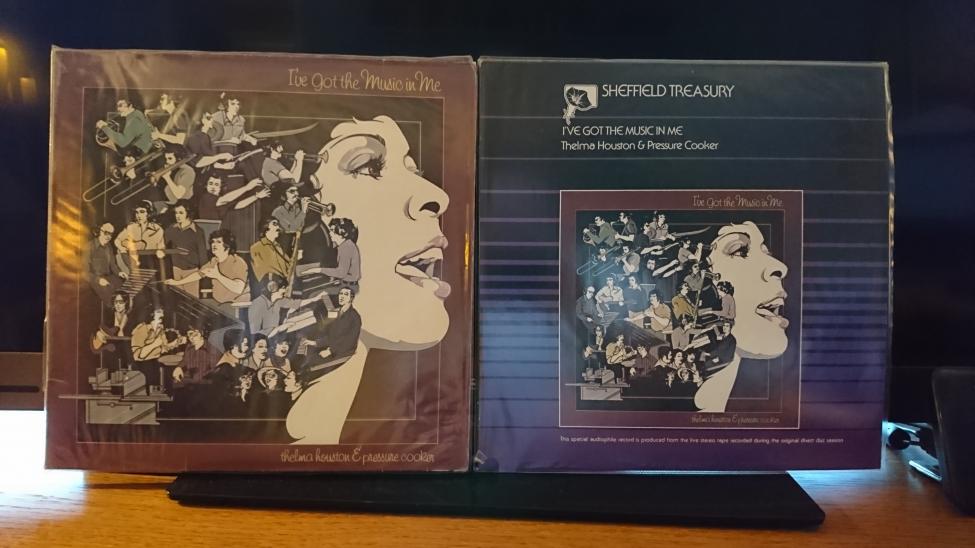 I've Got the Music in Me
thelma houston & pressure cooker
SHEFFIELD TREASURY
I'VE GOT THE MUSIC IN ME
Thelma Houston & Pressure Cooker
I've Got the Music in Me
thelma houston & pressure cooker
This special audiophile record is produced from the live stereo tape recorded during the original direct disc session